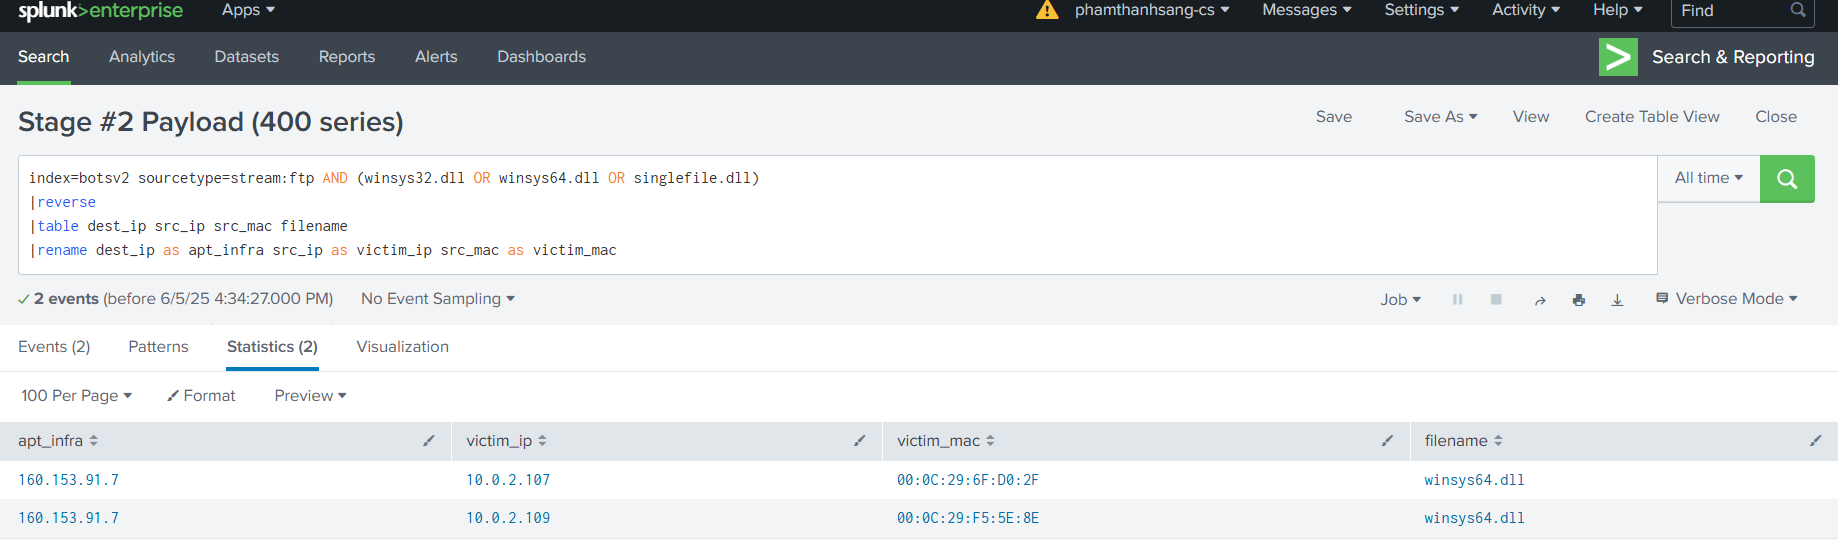 splunk>enterprise Apps phamthanhsang-cs Messages Settings Activity Help Find
Search Analytics Datasets Reports Alerts Dashboards > Search & Reporting
Stage #2 Payload (400 series) Save Save As View Create Table View Close
index=botsv2 sourcetype=stream:ftp AND (winsys32.dll OR winsys64.dll OR singlefile.dll)
|reverse
|table dest_ip src_ip src_mac filename
|rename dest_ip as apt_infra src_ip as victim_ip src_mac as victim_mac
All time
2 events (before 6/5/25 4:34:27.000 PM) No Event Sampling Job Verbose Mode
Events (2) Patterns Statistics (2) Visualization
100 Per Page Format Preview
apt_infra victim_ip victim_mac filename
160.153.91.7 10.0.2.107 00:0C:29:6F:D0:2F winsys64.dll
160.153.91.7 10.0.2.109 00:0C:29:F5:5E:8E winsys64.dll